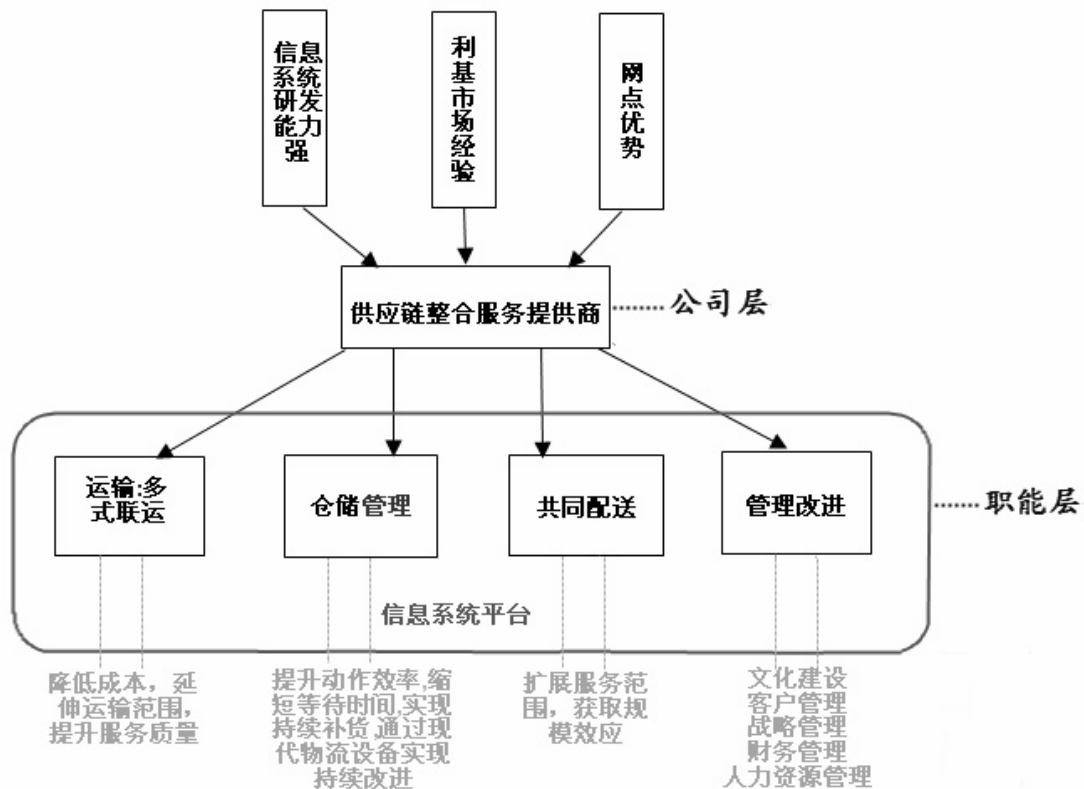 信息
系统
研发
能力
强
利基市场经验
网点优势
供应链整合服务提供商
........公司层
运输:多
式联运
仓储管理
共同配送
管理改进
.......职能层
信息系统平台
降低成本，延
伸运输范围，
提升服务质量
提升动作效率,缩
短等待时间,实现
持续补货,通过现
代物流设备实现
持续改进
扩展服务范
围，获取规
模效应
文化建设
客户管理
战略管理
财务管理
人力资源管理